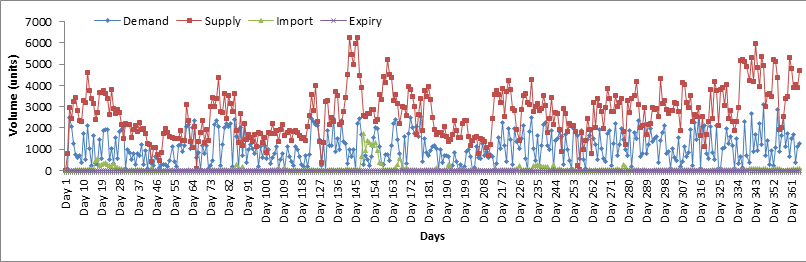 Demand Supply Import Expiry
7000
6000
5000
4000
3000
2000
1000
0
Volume (units)
Day 1 Day 10 Day 19 Day 28 Day 37 Day 46 Day 55 Day 64 Day 73 Day 82 Day 91 Day 100 Day 109 Day 118 Day 127 Day 136 Day 145 Day 154 Day 163 Day 172 Day 181 Day 190 Day 199 Day 208 Day 217 Day 226 Day 235 Day 244 Day 253 Day 262 Day 271 Day 280 Day 289 Day 298 Day 307 Day 316 Day 325 Day 334 Day 343 Day 352 Day 361
Days